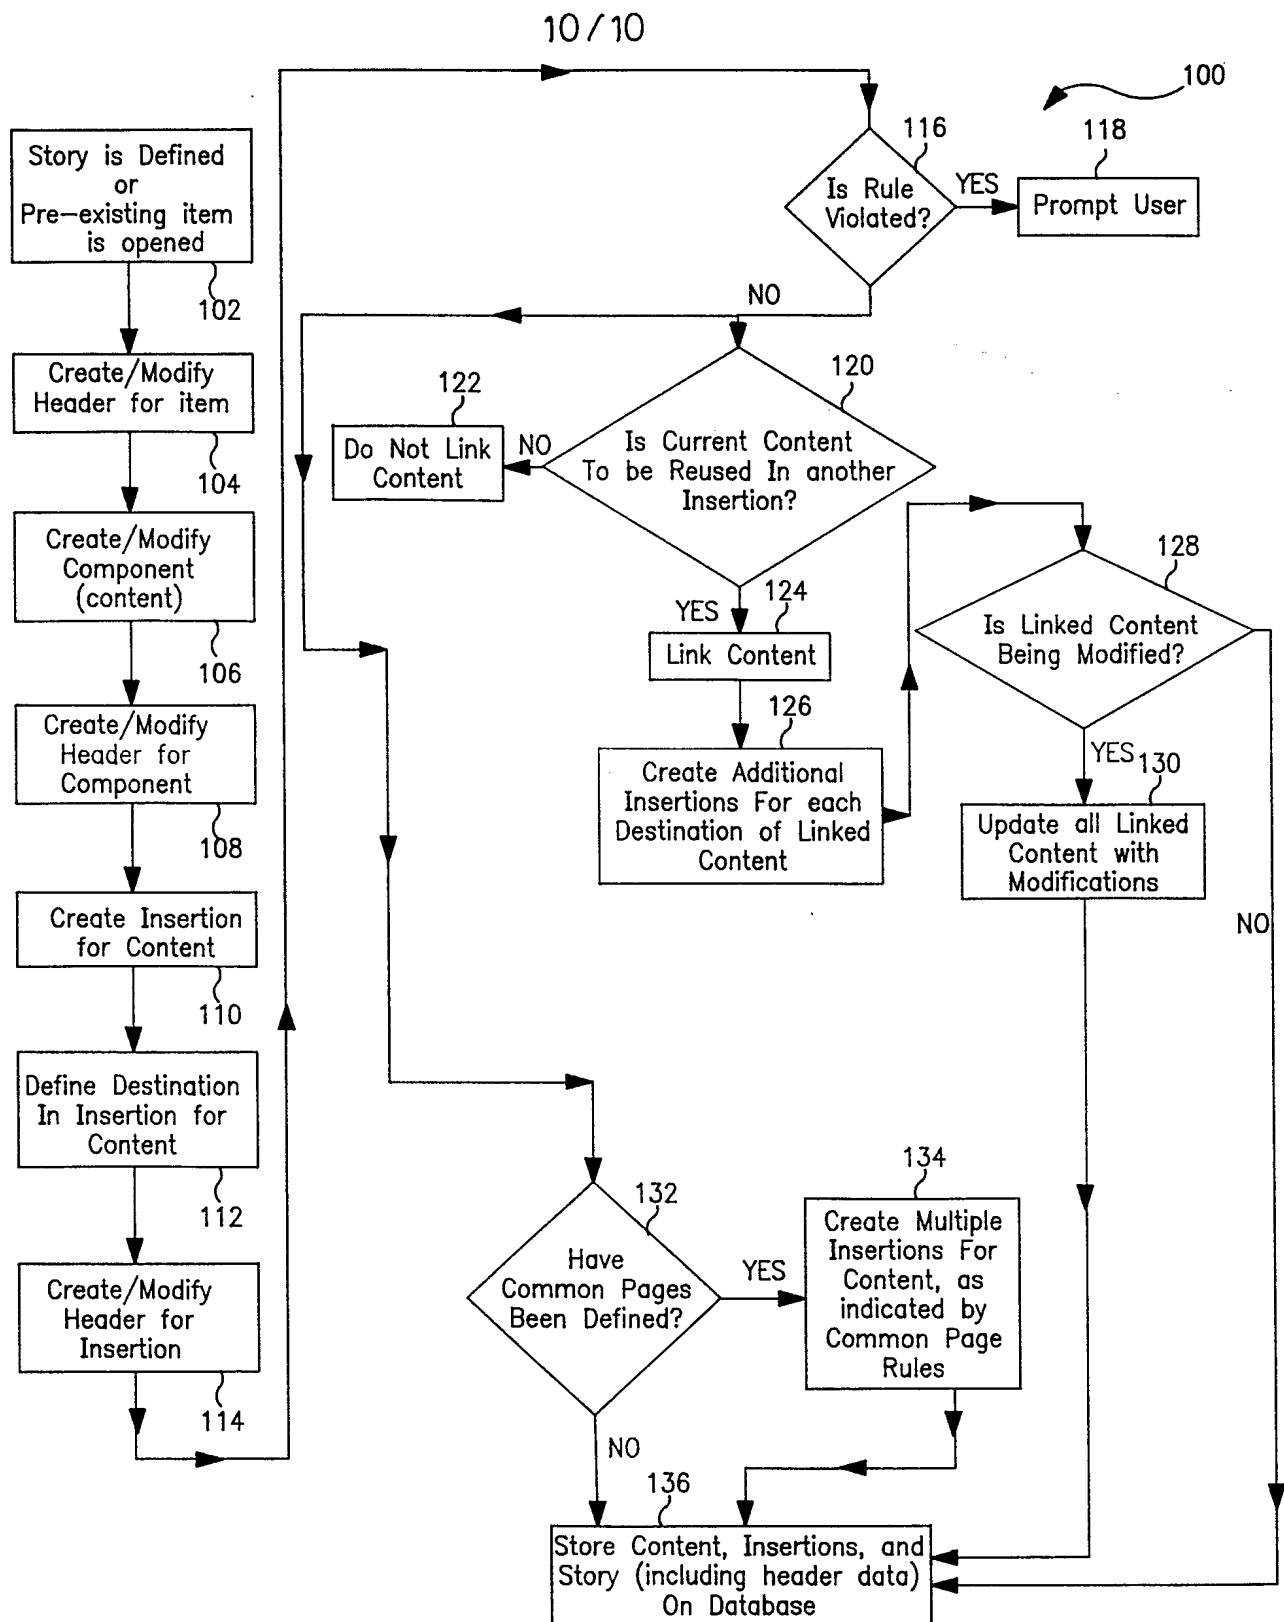 10/10
100
Story is Defined
or
Pre-existing item
is opened
102
Create/Modify
Header for item
104
Create/Modify
Component
(content)
106
Create/Modify
Header for
Component
108
Create Insertion
for Content
110
Define Destination
In Insertion for
Content
112
Create/Modify
Header for
Insertion
114
116
Is Rule
Violated?
YES
118
Prompt User
NO
120
Is Current Content
To be Reused In another
Insertion?
NO
122
Do Not Link
Content
YES
124
Link Content
126
Create Additional
Insertions For each
Destination of Linked
Content
128
Is Linked Content
Being Modified?
YES
130
Update all Linked
Content with
Modifications
NO
132
Have
Common Pages
Been Defined?
YES
134
Create Multiple
Insertions For
Content, as
indicated by
Common Page
Rules
NO
136
Store Content, Insertions, and
Story (including header data)
On Database